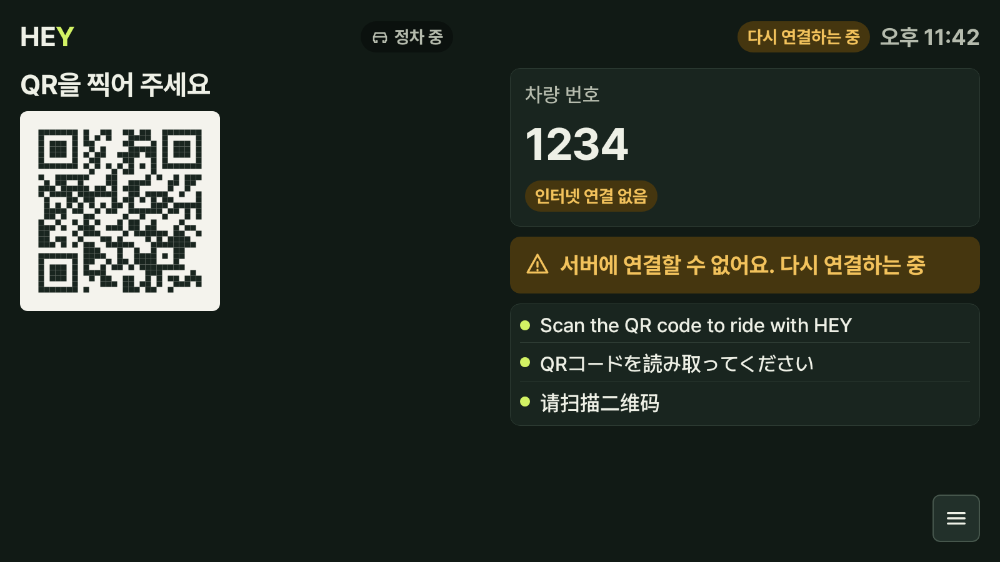 HEY
정차 중
다시 연결하는 중
오후 11:42
QR을 찍어 주세요
차량 번호
1234
인터넷 연결 없음
서버에 연결할 수 없어요. 다시 연결하는 중
Scan the QR code to ride with HEY
QRコードを読み取ってください
请扫描二维码